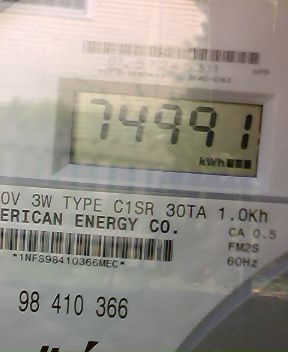 74991
kWh
0V 3W TYPE C1SR 30TA 1.0Kh
ERICAN ENERGY CO.
CA 0.5
FM2S
*1NFS98410366MEC*
60Hz
98 410 366